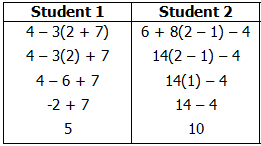 Student 1 Student 2
4 – 3(2 + 7) 6 + 8(2 – 1) – 4
4 – 3(2) + 7 14(2 – 1) – 4
4 – 6 + 7 14(1) – 4
-2 + 7 14 – 4
5 10